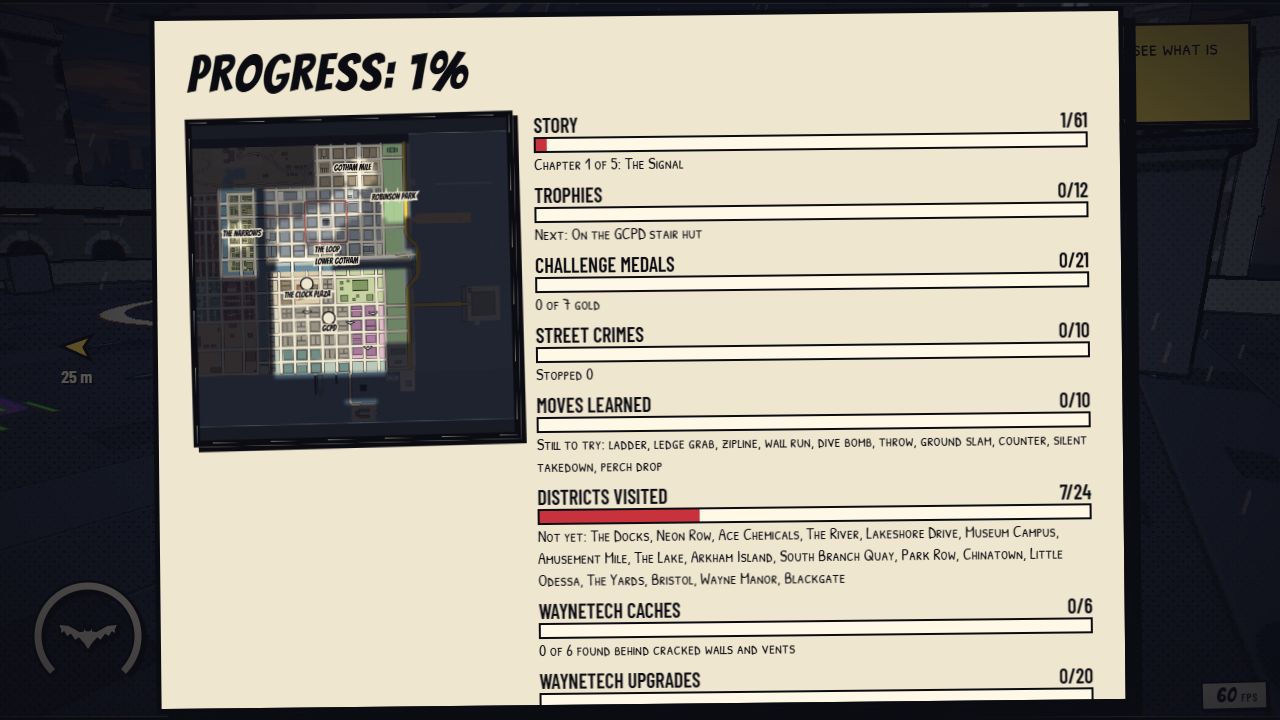 PROGRESS: 1%
SEE WHAT IS
GOTHAM MILE
ROBINSON PARK
THE NARROWS
THE LOOP
LOWER GOTHAM
THE CLOCK PLAZA
GCPD
25 m
STORY 1/61
CHAPTER 1 OF 5: THE SIGNAL
TROPHIES 0/12
NEXT: ON THE GCPD STAIR HUT
CHALLENGE MEDALS 0/21
0 OF 7 GOLD
STREET CRIMES 0/10
STOPPED 0
MOVES LEARNED 0/10
STILL TO TRY: LADDER, LEDGE GRAB, ZIPLINE, WALL RUN, DIVE BOMB, THROW, GROUND SLAM, COUNTER, SILENT
TAKEDOWN, PERCH DROP
DISTRICTS VISITED 7/24
NOT YET: THE DOCKS, NEON ROW, ACE CHEMICALS, THE RIVER, LAKESHORE DRIVE, MUSEUM CAMPUS,
AMUSEMENT MILE, THE LAKE, ARKHAM ISLAND, SOUTH BRANCH QUAY, PARK ROW, CHINATOWN, LITTLE
ODESSA, THE YARDS, BRISTOL, WAYNE MANOR, BLACKGATE
WAYNETECH CACHES 0/6
0 OF 6 FOUND BEHIND CRACKED WALLS AND VENTS
WAYNETECH UPGRADES 0/20
60 FPS